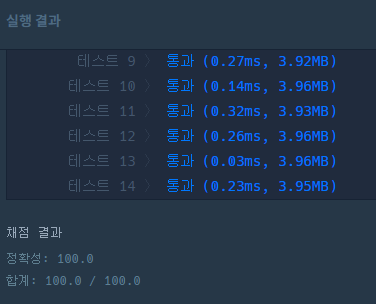 실행 결과
테스트 9 〉 통과 (0.27ms, 3.92MB)
테스트 10 〉 통과 (0.14ms, 3.96MB)
테스트 11 〉 통과 (0.32ms, 3.93MB)
테스트 12 〉 통과 (0.26ms, 3.96MB)
테스트 13 〉 통과 (0.03ms, 3.96MB)
테스트 14 〉 통과 (0.23ms, 3.95MB)
채점 결과
정확성: 100.0
합계: 100.0 / 100.0